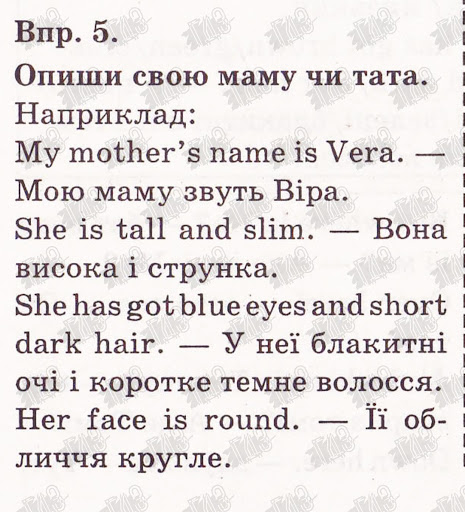 Впр. 5.
Опиши свою маму чи тата.
Наприклад:
My mother's name is Vera. —
Мою маму звуть Віра.
She is tall and slim. — Вона
висока і струнка.
She has got blue eyes and short
dark hair. — У неї блакитні
очі і коротке темне волосся.
Her face is round. — Її об-
личчя кругле.